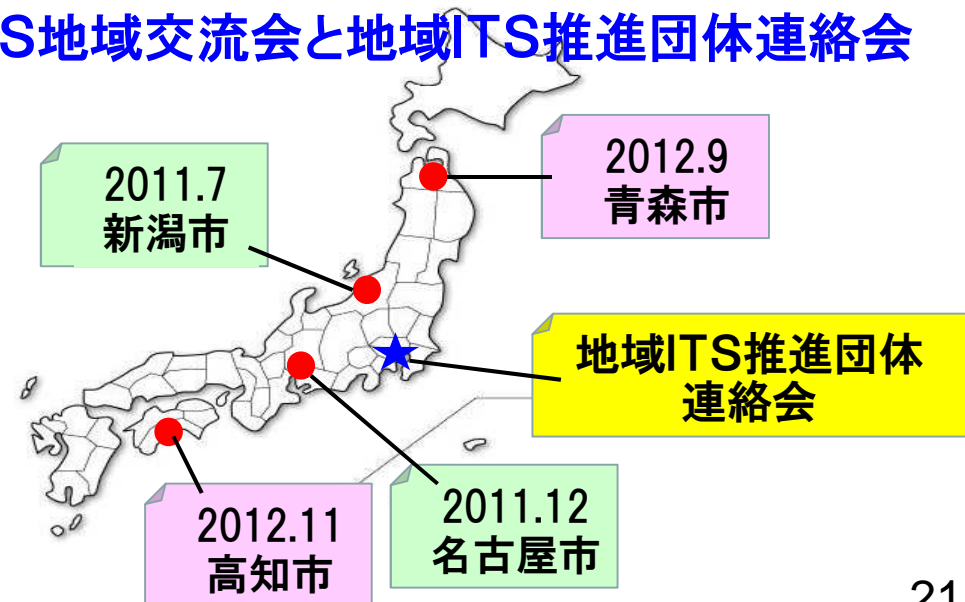 S地域交流会と地域ITS推進団体連絡会
2011.7
新潟市
2012.9
青森市
地域ITS推進団体
連絡会
2012.11
高知市
2011.12
名古屋市
21